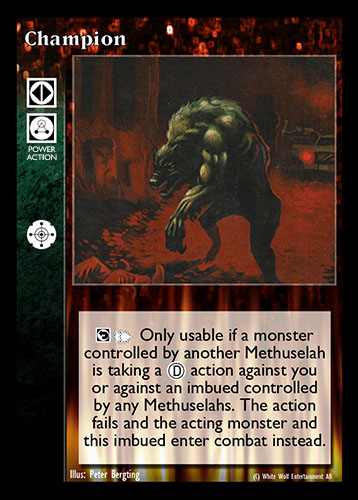 Champion
POWER
ACTION
Only usable if a monster
controlled by another Methuselah
is taking a Ⓓ action against you
or against an imbued controlled
by any Methuselahs. The action
fails and the acting monster and
this imbued enter combat instead.
Illus: Peter Bergting
(C) White Wolf Entertainment AB